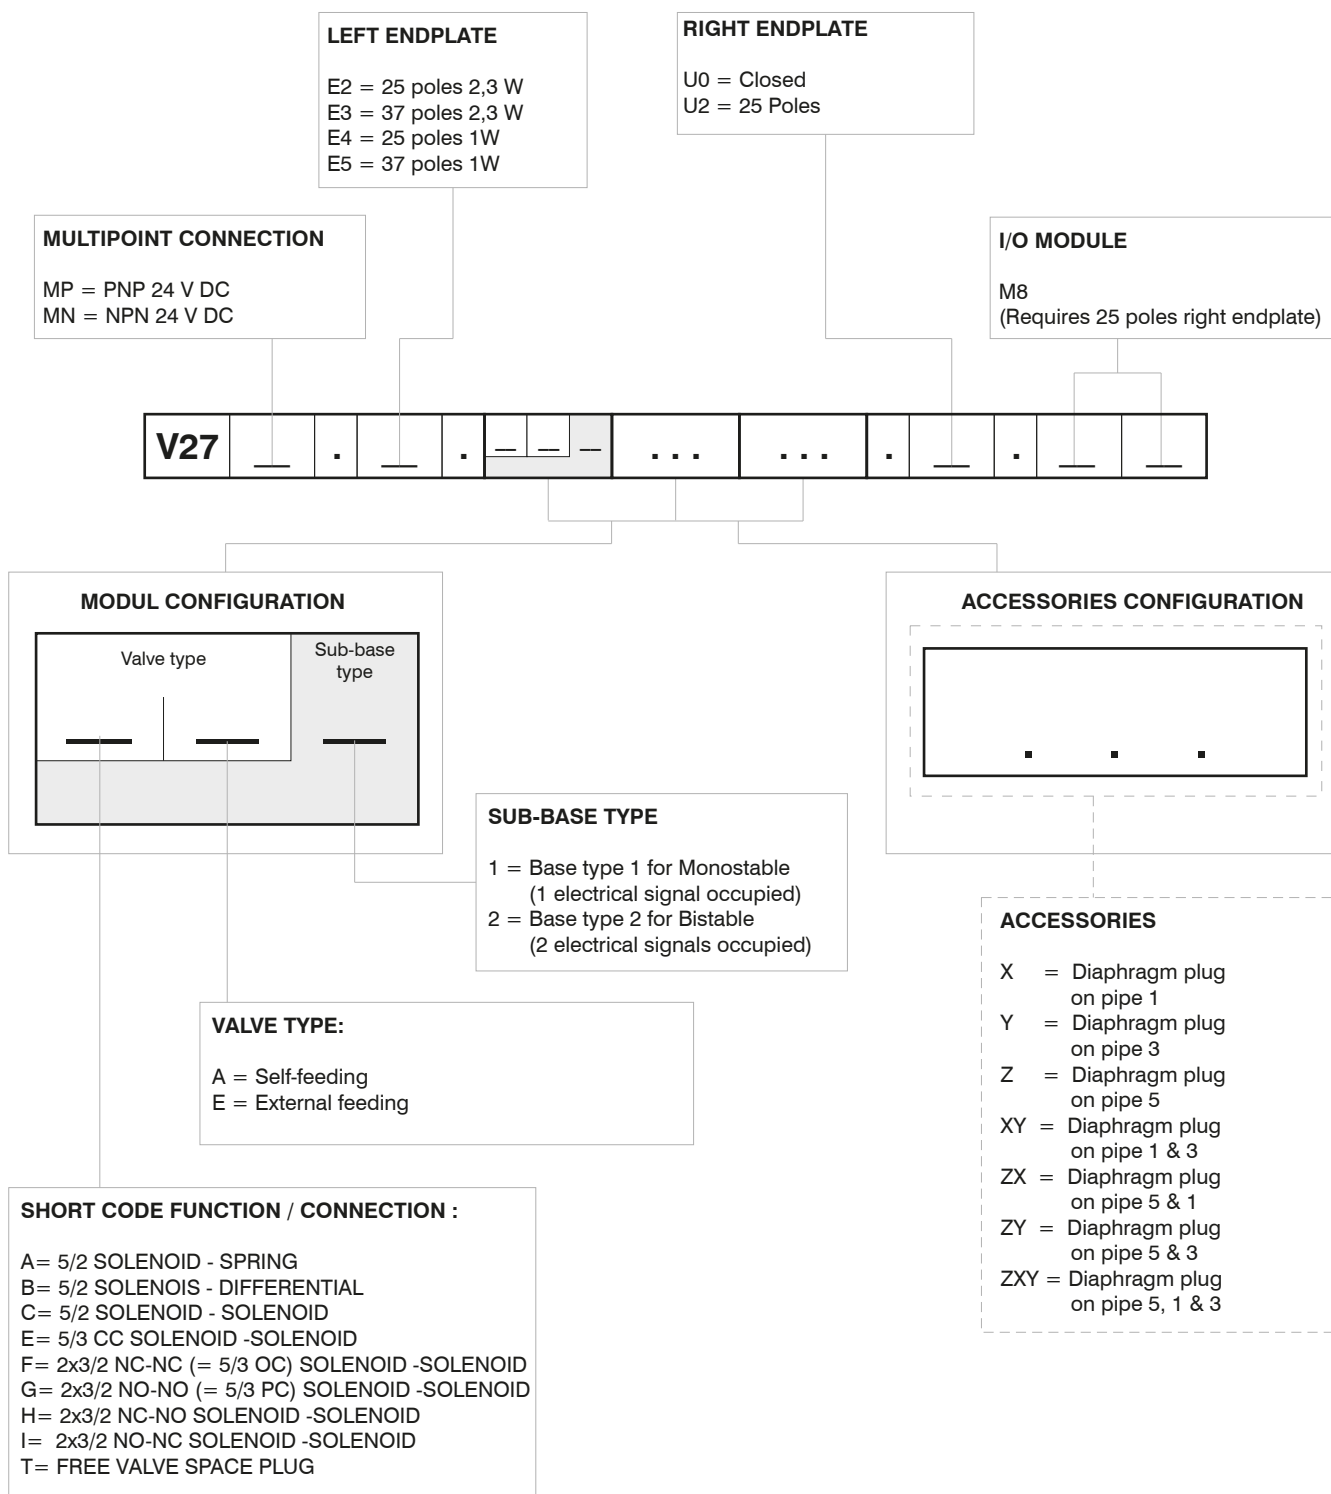 LEFT ENDPLATE
E2 = 25 poles 2,3 W
E3 = 37 poles 2,3 W
E4 = 25 poles 1W
E5 = 37 poles 1W
RIGHT ENDPLATE
U0 = Closed
U2 = 25 Poles
MULTIPOINT CONNECTION
MP = PNP 24 V DC
MN = NPN 24 V DC
I/O MODULE
M8
(Requires 25 poles right endplate)
V27 __ . __ . __ __ __ . . . . . . . __ . __ __
MODUL CONFIGURATION
Valve type
Sub-base
type
ACCESSORIES CONFIGURATION
. . .
SUB-BASE TYPE
1 = Base type 1 for Monostable
(1 electrical signal occupied)
2 = Base type 2 for Bistable
(2 electrical signals occupied)
VALVE TYPE:
A = Self-feeding
E = External feeding
ACCESSORIES
X = Diaphragm plug
on pipe 1
Y = Diaphragm plug
on pipe 3
Z = Diaphragm plug
on pipe 5
XY = Diaphragm plug
on pipe 1 & 3
ZX = Diaphragm plug
on pipe 5 & 1
ZY = Diaphragm plug
on pipe 5 & 3
ZXY = Diaphragm plug
on pipe 5, 1 & 3
SHORT CODE FUNCTION / CONNECTION :
A= 5/2 SOLENOID - SPRING
B= 5/2 SOLENOIS - DIFFERENTIAL
C= 5/2 SOLENOID - SOLENOID
E= 5/3 CC SOLENOID -SOLENOID
F= 2x3/2 NC-NC (= 5/3 OC) SOLENOID -SOLENOID
G= 2x3/2 NO-NO (= 5/3 PC) SOLENOID -SOLENOID
H= 2x3/2 NC-NO SOLENOID -SOLENOID
I= 2x3/2 NO-NC SOLENOID -SOLENOID
T= FREE VALVE SPACE PLUG